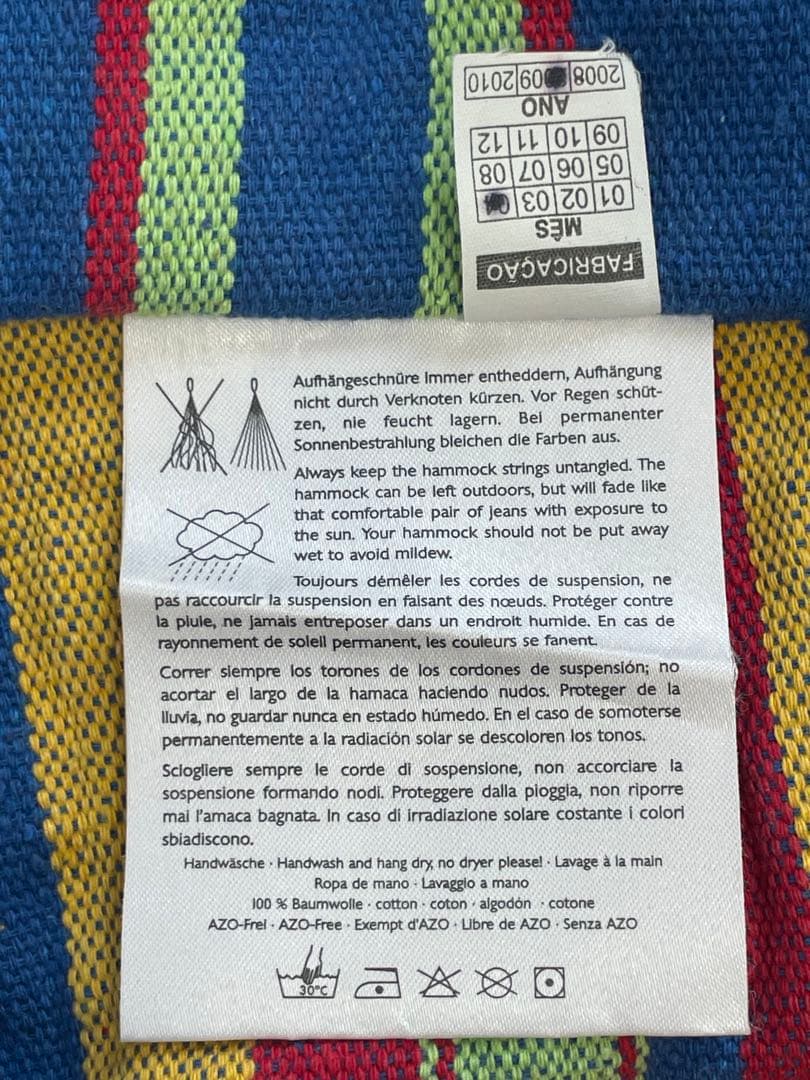 FABRICAÇÃO
MÊS
01 02 03
05 06 07 08
09 10 11 12
ANO
2008 09 2010
Aufhängeschnüre Immer entheddern, Aufhängung
nicht durch Verknoten kürzen. Vor Regen schüt-
zen, nie feucht lagern. Bei permanenter
Sonnenbestrahlung bleichen die Farben aus.
Always keep the hammock strings untangled. The
hammock can be left outdoors, but will fade like
that comfortable pair of jeans with exposure to
the sun. Your hammock should not be put away
wet to avoid mildew.
Toujours démêler les cordes de suspension, ne
pas raccourcir la suspension en faisant des nœuds. Protéger contre
la pluie, ne jamais entreposer dans un endroit humide. En cas de
rayonnement de soleil permanent, les couleurs se fanent.
Correr siempre los torones de los cordones de suspensión; no
acortar el largo de la hamaca haciendo nudos. Proteger de la
lluvia, no guardar nunca en estado húmedo. En el caso de somoterse
permanentemente a la radiación solar se descoloren los tonos.
Sciogliere sempre le corde di sospensione, non accorciare la
sospensione formando nodi. Proteggere dalla pioggia, non riporre
mai l'amaca bagnata. In caso di irradiazione solare costante i colori
sbiadiscono.
Handwäsche · Handwash and hang dry, no dryer please! · Lavage à la main
Ropa de mano · Lavaggio a mano
100 % Baumwolle · cotton · coton · algodón · cotone
AZO-Frei · AZO-Free · Exempt d'AZO · Libre de AZO · Senza AZO
30°C